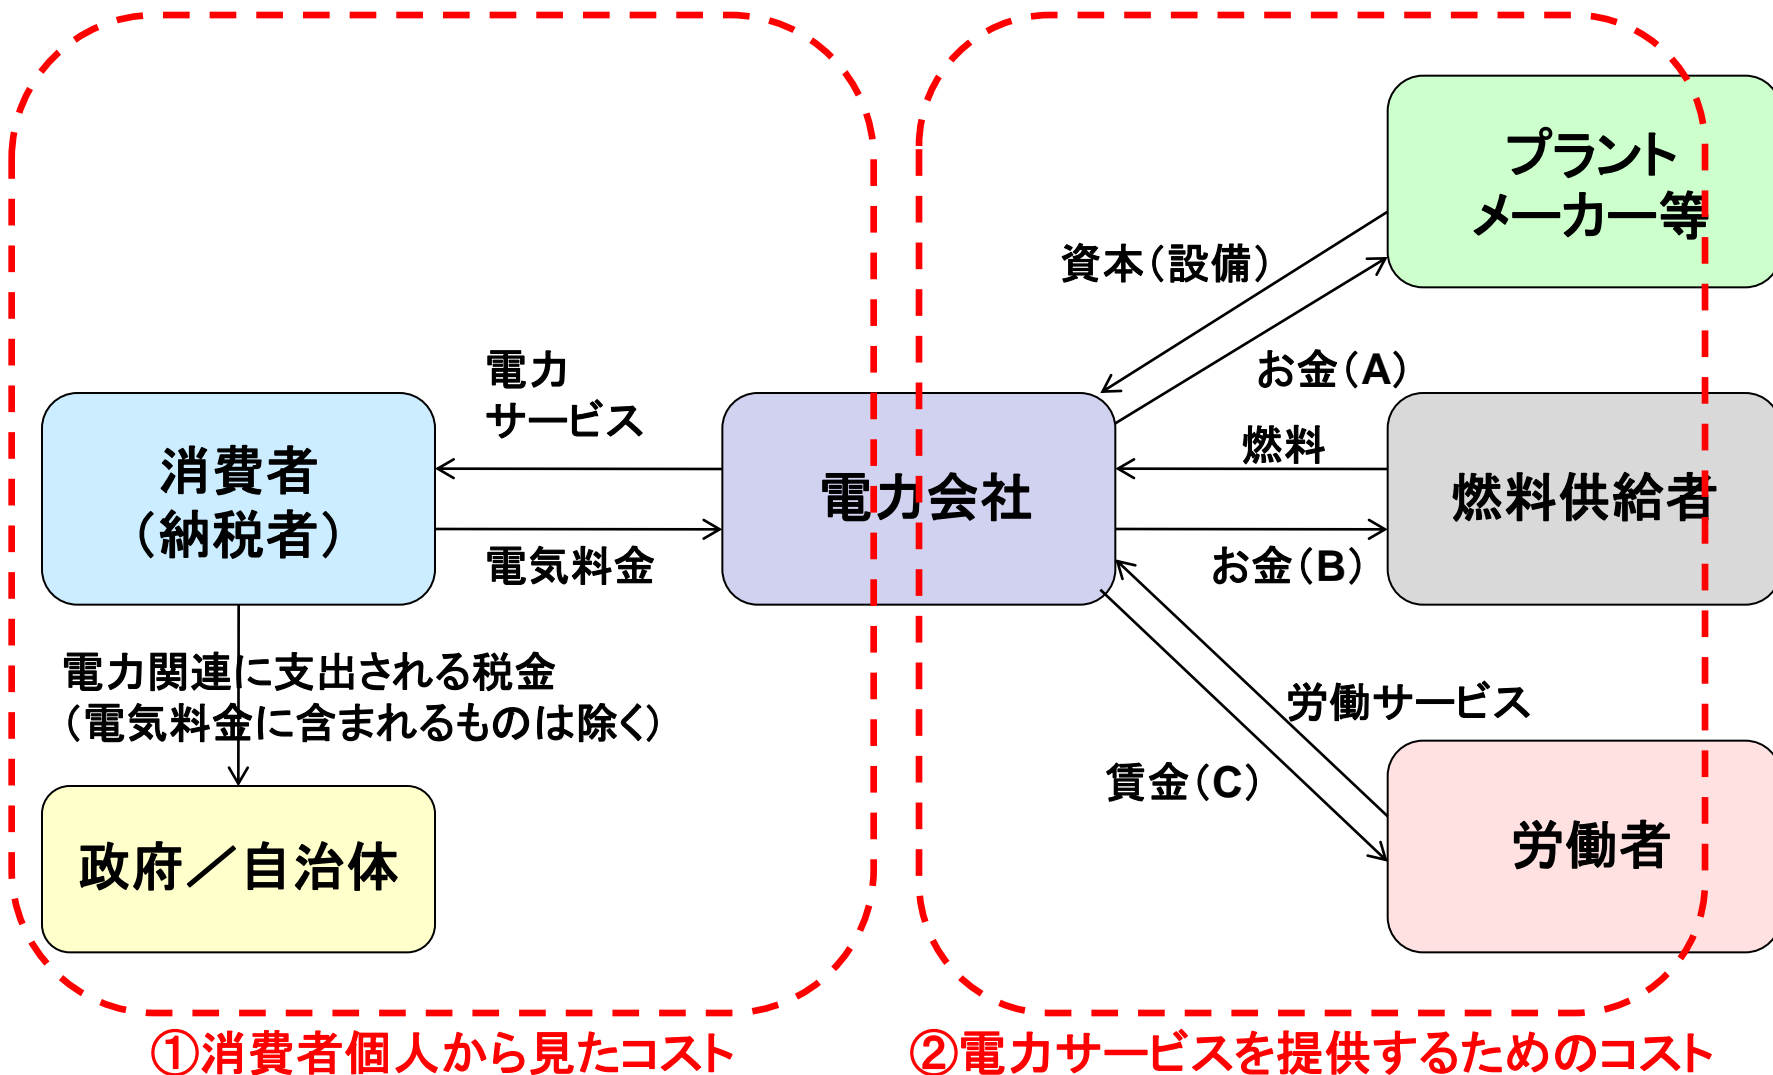 プラント
メーカー等
資本（設備）
お金（A）
電力
サービス
燃料
消費者
（納税者）
電力会社
燃料供給者
電気料金
お金（B）
電力関連に支出される税金
（電気料金に含まれるものは除く）
労働サービス
賃金（C）
政府／自治体
労働者
①消費者個人から見たコスト
②電力サービスを提供するためのコスト